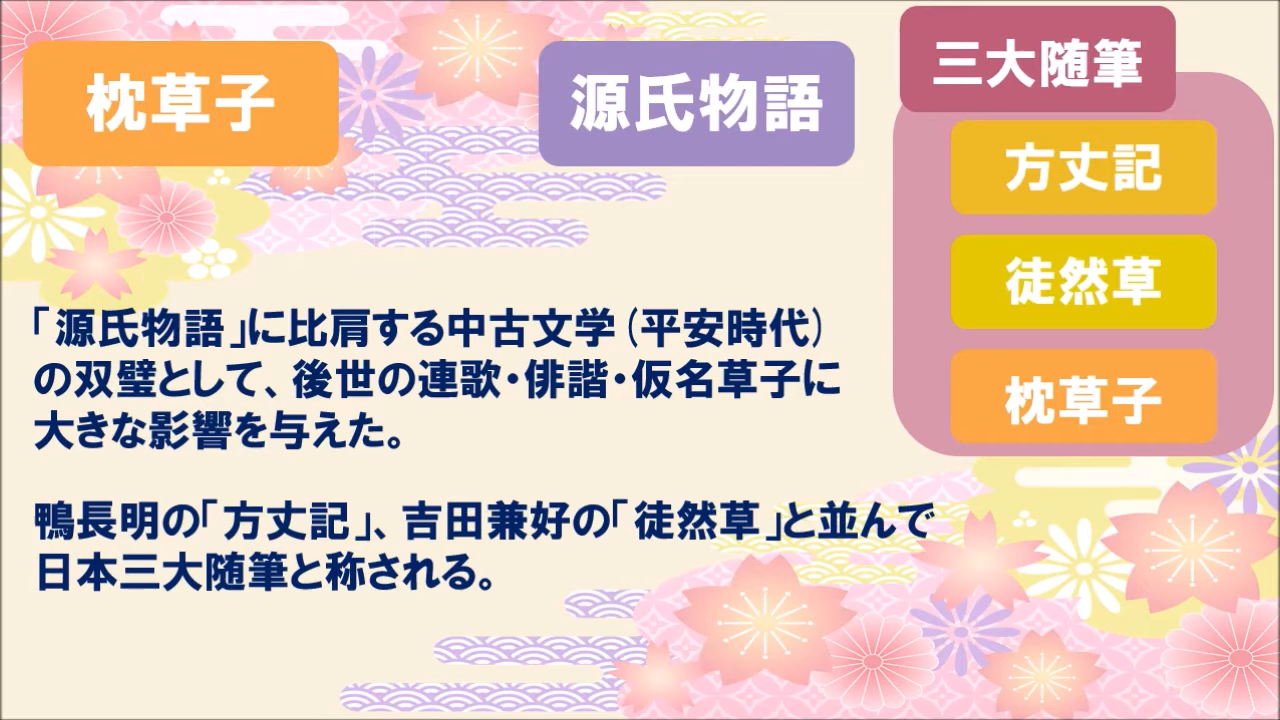 枕草子
源氏物語
三大随筆
方丈記
徒然草
枕草子
「源氏物語」に比肩する中古文学(平安時代)
の双璧として、後世の連歌・俳諧・仮名草子に
大きな影響を与えた。
鴨長明の「方丈記」、吉田兼好の「徒然草」と並んで
日本三大随筆と称される。